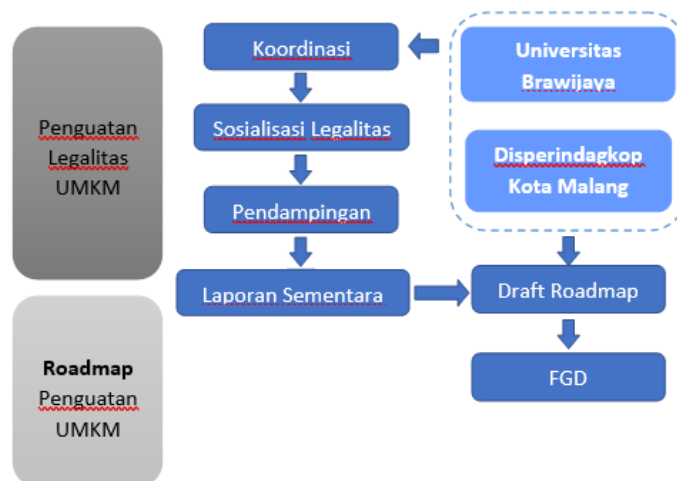 Penguatan
Legalitas
UMKM
Roadmap
Penguatan
UMKM
Koordinasi
Sosialisasi Legalitas
Pendampingan
Laporan Sementara
Universitas
Brawijaya
Disperindagkop
Kota Malang
Draft Roadmap
FGD